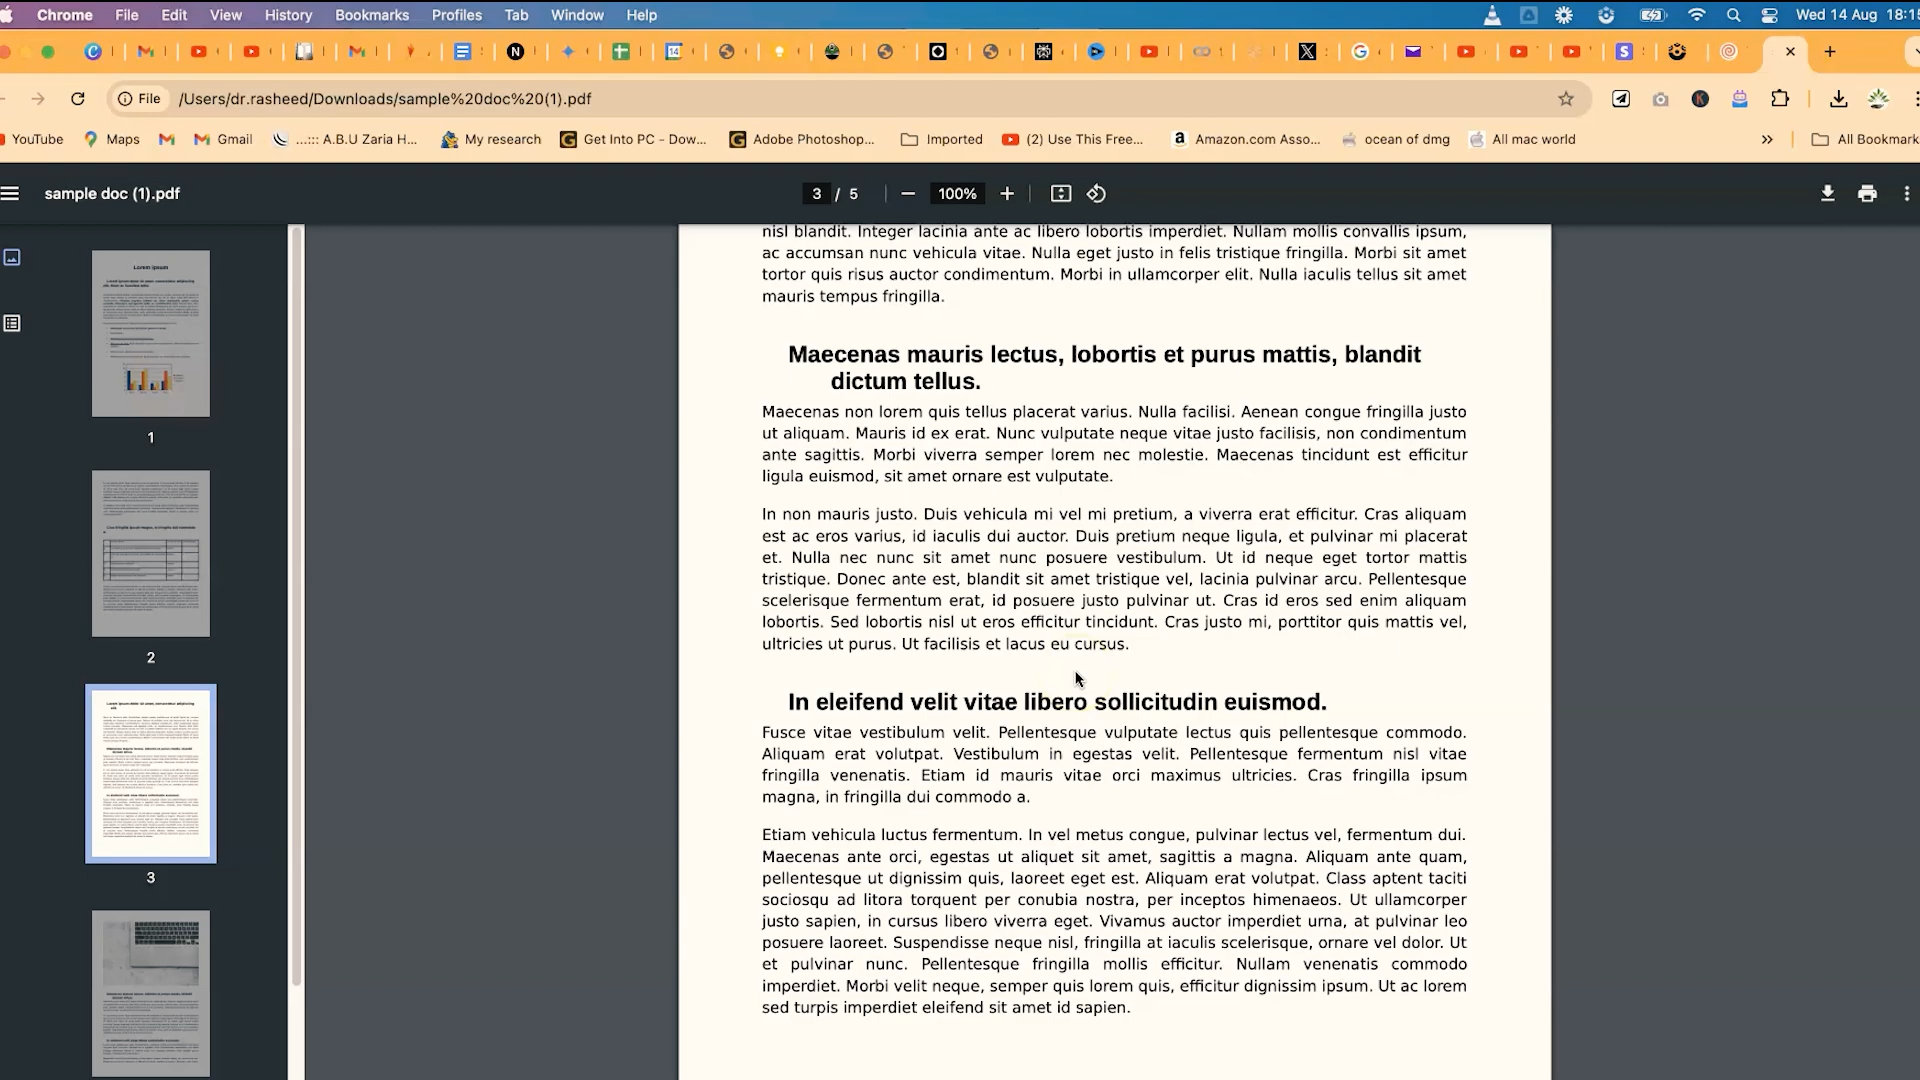 Chrome File Edit View History Bookmarks Profiles Tab Window Help Wed 14 Aug 18:1
File /Users/dr.rasheed/Downloads/sample%20doc%20(1).pdf
YouTube Maps Gmail ...::: A.B.U Zaria H... My research Get Into PC - Dow... Adobe Photoshop... Imported (2) Use This Free... Amazon.com Asso... ocean of dmg All mac world » All Bookmark
sample doc (1).pdf 3 / 5 100%
Lorem ipsum
1
2
3
nisl blandit. Integer lacinia ante ac libero lobortis imperdiet. Nullam mollis convallis ipsum,
ac accumsan nunc vehicula vitae. Nulla eget justo in felis tristique fringilla. Morbi sit amet
tortor quis risus auctor condimentum. Morbi in ullamcorper elit. Nulla iaculis tellus sit amet
mauris tempus fringilla.
Maecenas mauris lectus, lobortis et purus mattis, blandit
dictum tellus.
Maecenas non lorem quis tellus placerat varius. Nulla facilisi. Aenean congue fringilla justo
ut aliquam. Mauris id ex erat. Nunc vulputate neque vitae justo facilisis, non condimentum
ante sagittis. Morbi viverra semper lorem nec molestie. Maecenas tincidunt est efficitur
ligula euismod, sit amet ornare est vulputate.
In non mauris justo. Duis vehicula mi vel mi pretium, a viverra erat efficitur. Cras aliquam
est ac eros varius, id iaculis dui auctor. Duis pretium neque ligula, et pulvinar mi placerat
et. Nulla nec nunc sit amet nunc posuere vestibulum. Ut id neque eget tortor mattis
tristique. Donec ante est, blandit sit amet tristique vel, lacinia pulvinar arcu. Pellentesque
scelerisque fermentum erat, id posuere justo pulvinar ut. Cras id eros sed enim aliquam
lobortis. Sed lobortis nisl ut eros efficitur tincidunt. Cras justo mi, porttitor quis mattis vel,
ultricies ut purus. Ut facilisis et lacus eu cursus.
In eleifend velit vitae libero sollicitudin euismod.
Fusce vitae vestibulum velit. Pellentesque vulputate lectus quis pellentesque commodo.
Aliquam erat volutpat. Vestibulum in egestas velit. Pellentesque fermentum nisl vitae
fringilla venenatis. Etiam id mauris vitae orci maximus ultricies. Cras fringilla ipsum
magna, in fringilla dui commodo a.
Etiam vehicula luctus fermentum. In vel metus congue, pulvinar lectus vel, fermentum dui.
Maecenas ante orci, egestas ut aliquet sit amet, sagittis a magna. Aliquam ante quam,
pellentesque ut dignissim quis, laoreet eget est. Aliquam erat volutpat. Class aptent taciti
sociosqu ad litora torquent per conubia nostra, per inceptos himenaeos. Ut ullamcorper
justo sapien, in cursus libero viverra eget. Vivamus auctor imperdiet urna, at pulvinar leo
posuere laoreet. Suspendisse neque nisl, fringilla at iaculis scelerisque, ornare vel dolor. Ut
et pulvinar nunc. Pellentesque fringilla mollis efficitur. Nullam venenatis commodo
imperdiet. Morbi velit neque, semper quis lorem quis, efficitur dignissim ipsum. Ut ac lorem
sed turpis imperdiet eleifend sit amet id sapien.